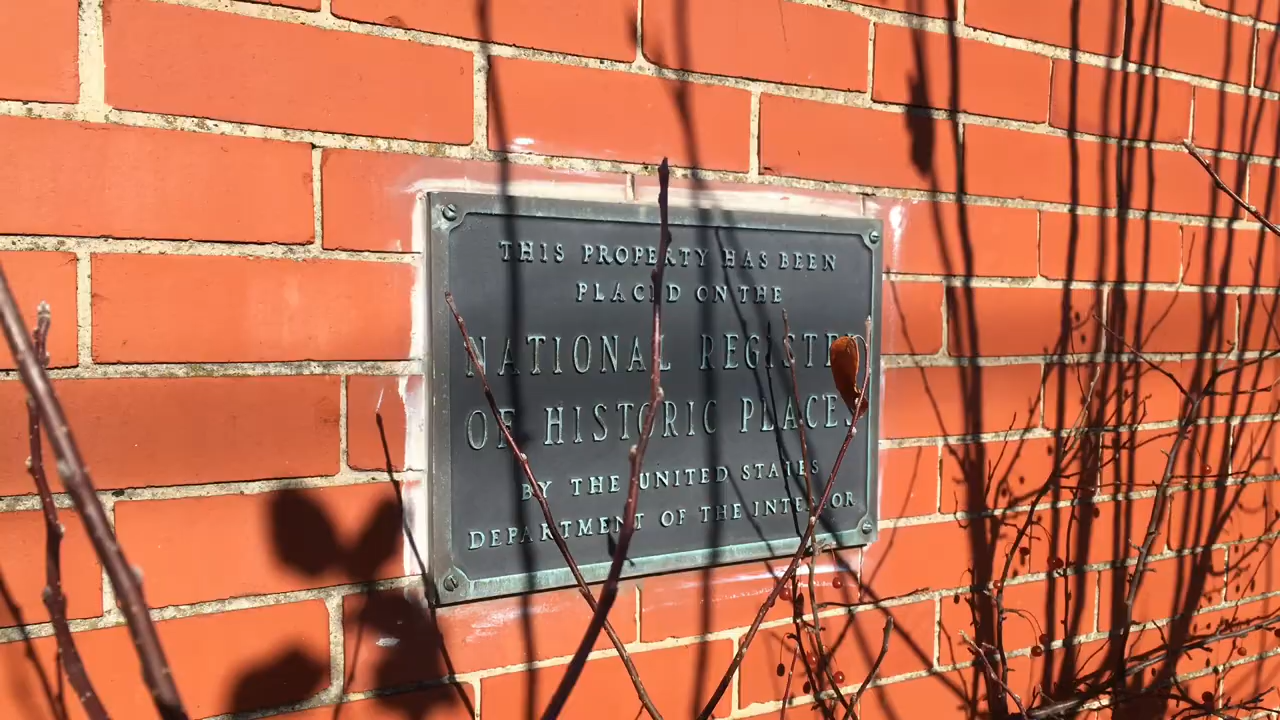 THIS PROPERTY HAS BEEN
PLACED ON THE
NATIONAL REGISTER
OF HISTORIC PLACES
BY THE UNITED STATES
DEPARTMENT OF THE INTERIOR